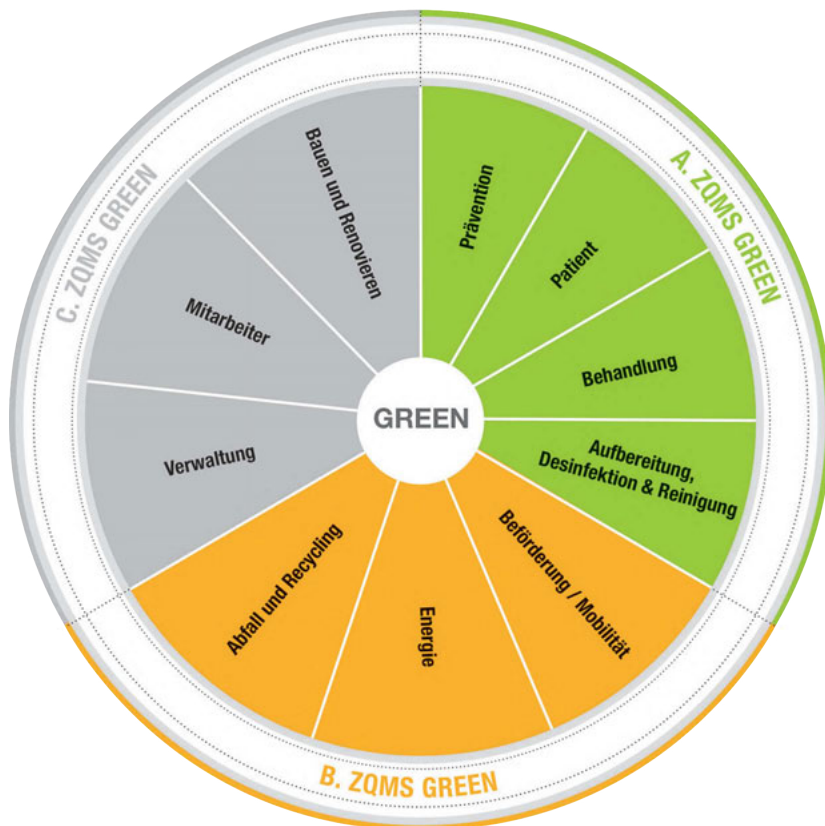 A. ZQMS GREEN
Prävention
Patient
Behandlung
Aufbereitung,
Desinfektion & Reinigung
B. ZQMS GREEN
Beförderung / Mobilität
Energie
Abfall und Recycling
C. ZQMS GREEN
Verwaltung
Mitarbeiter
Bauen und Renovieren
GREEN